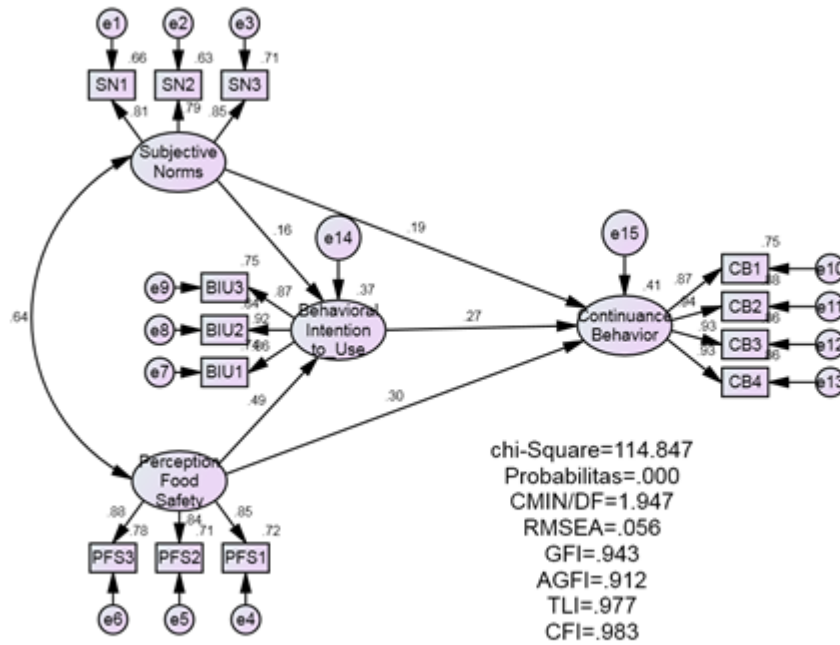 e1 e2 e3
.66 .63 .71
SN1 SN2 SN3
.81 .79 .85
Subjective
Norms
.16
.19
e14
e15
.64
.75
.37
.41
.75
e9 BIU3 .87
e8 BIU2 .92
e7 BIU1
Behavioral
Intention
to_Use
.27
Continuance
Behavior
.87 CB1 e10
CB2 e11
.93 CB3 e12
.93 CB4 e13
.49
.30
Perception
Food
Safety
.88 .84 .85
.78 .71 .72
PFS3 PFS2 PFS1
e6 e5 e4
chi-Square=114.847
Probabilitas=.000
CMIN/DF=1.947
RMSEA=.056
GFI=.943
AGFI=.912
TLI=.977
CFI=.983